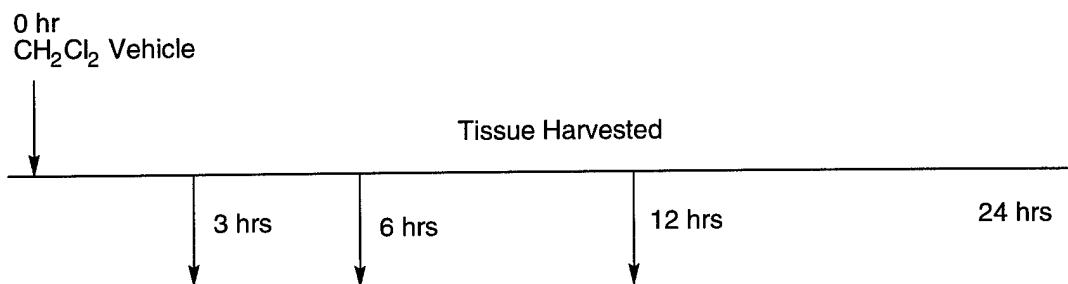 0 hr
CH₂Cl₂ Vehicle
Tissue Harvested
3 hrs
6 hrs
12 hrs
24 hrs